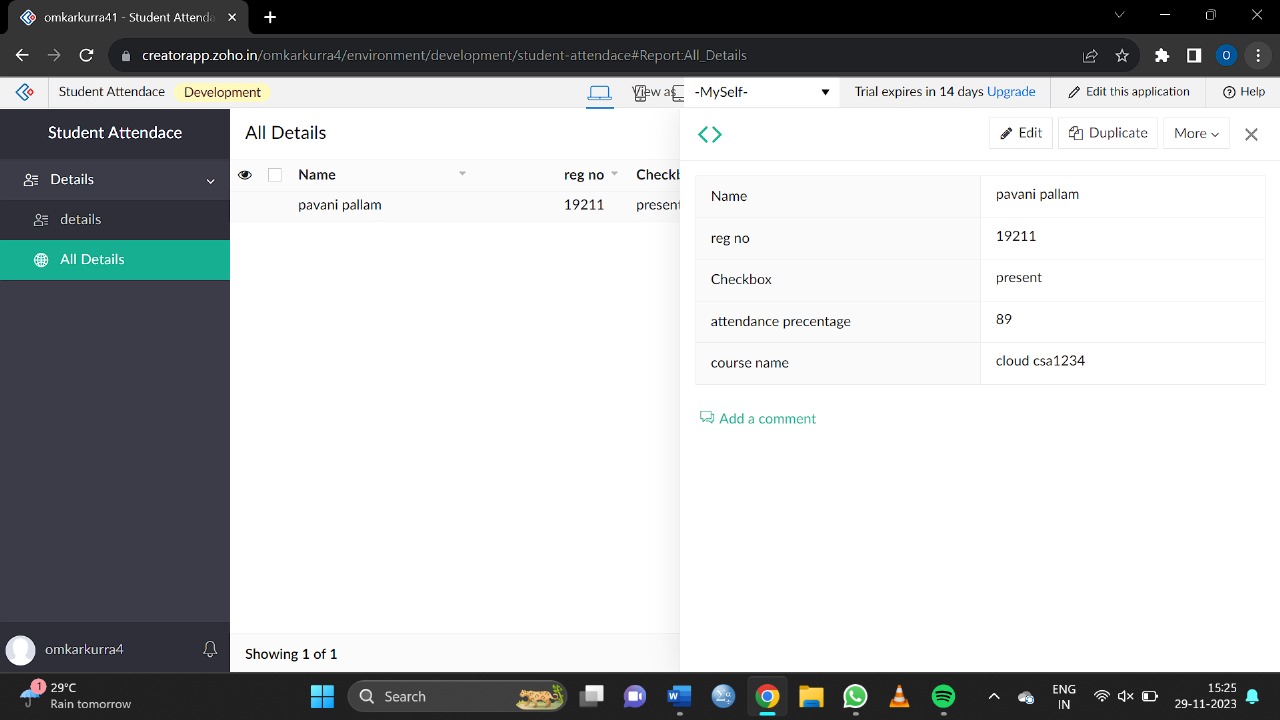 omkarkurra41 - Student Attenda
creatorapp.zoho.in/omkarkurra4/environment/development/student-attendace#Report:All_Details
O
Student Attendace
Development
View as
-MySelf-
Trial expires in 14 days Upgrade
Edit this application
Help
Student Attendace
Details
details
All Details
omkarkurra4
All Details
Name reg no Checkb
pavani pallam 19211 present
Showing 1 of 1
Edit
Duplicate
More
Name pavani pallam
reg no 19211
Checkbox present
attendance precentage 89
course name cloud csa1234
Add a comment
1
29°C
Rain tomorrow
Search
ENG
IN
15:25
29-11-2023